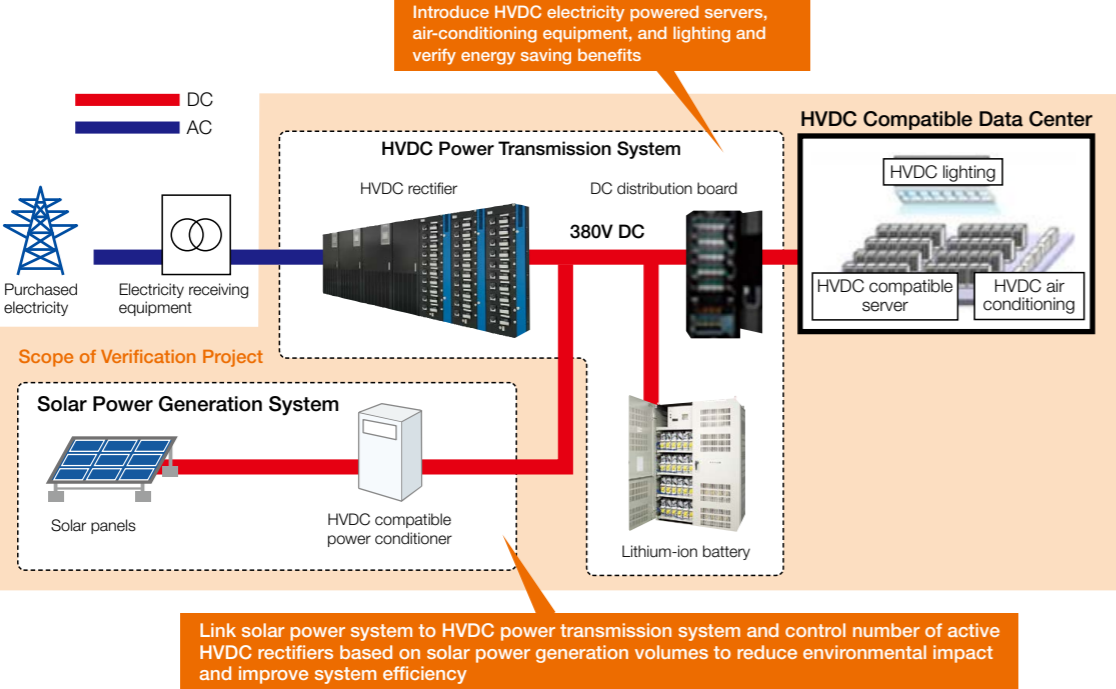 Introduce HVDC electricity powered servers,
air-conditioning equipment, and lighting and
verify energy saving benefits
DC
AC
HVDC Compatible Data Center
HVDC Power Transmission System
HVDC lighting
HVDC rectifier
DC distribution board
380V DC
Purchased
electricity
Electricity receiving
equipment
HVDC compatible
server
HVDC air
conditioning
Scope of Verification Project
Solar Power Generation System
Solar panels
HVDC compatible
power conditioner
Lithium-ion battery
Link solar power system to HVDC power transmission system and control number of active
HVDC rectifiers based on solar power generation volumes to reduce environmental impact
and improve system efficiency